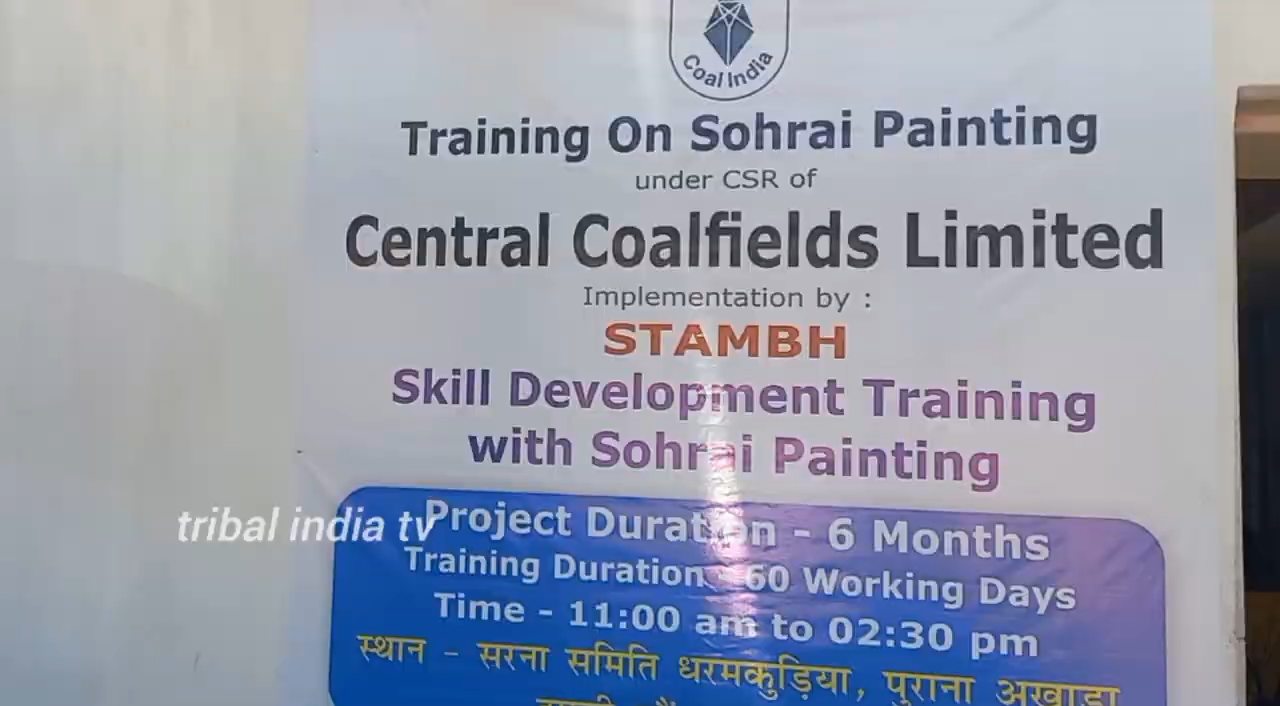 Coal India
Training On Sohrai Painting
under CSR of
Central Coalfields Limited
Implementation by :
STAMBH
Skill Development Training
with Sohrai Painting
tribal india tv
Project Duration - 6 Months
Training Duration - 60 Working Days
Time - 11:00 am to 02:30 pm
स्थान - सरना समिति धरमकुड़िया, पुराना अखाड़ा